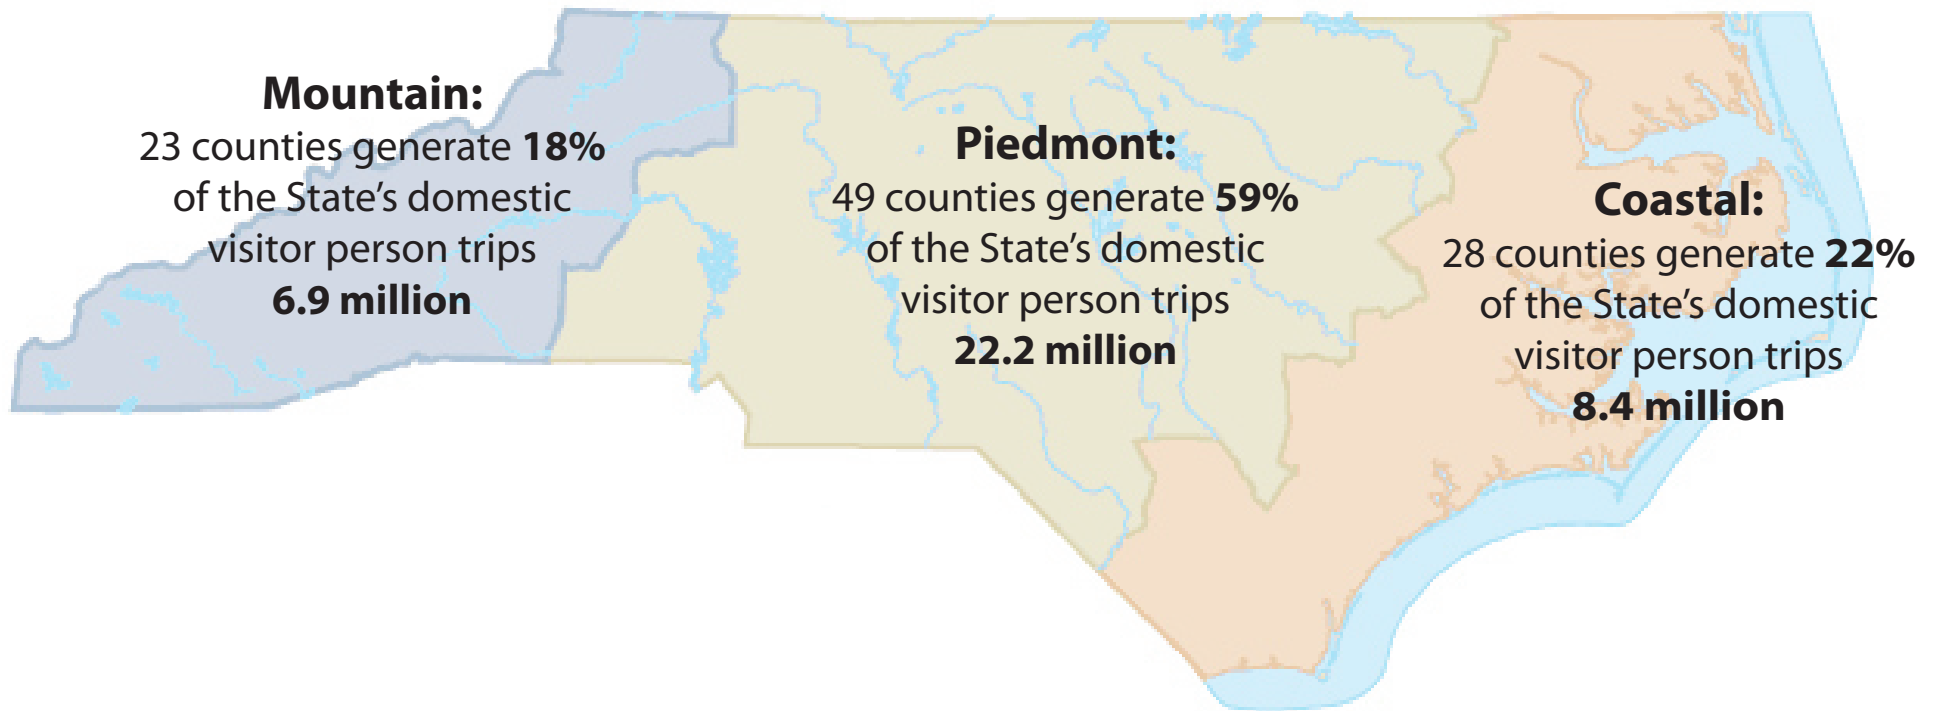 Mountain:
23 counties generate 18%
of the State’s domestic
visitor person trips
6.9 million
Piedmont:
49 counties generate 59%
of the State’s domestic
visitor person trips
22.2 million
Coastal:
28 counties generate 22%
of the State’s domestic
visitor person trips
8.4 million